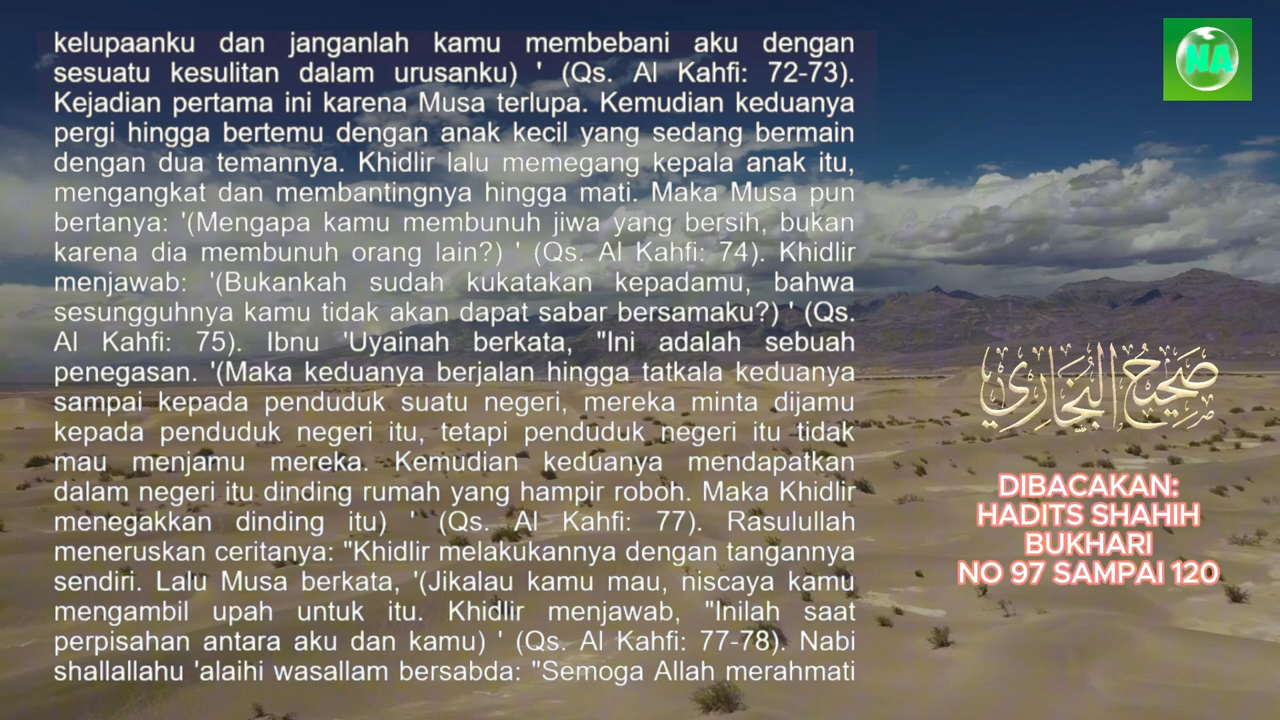 kelupaanku dan janganlah kamu membebani aku dengan
sesuatu kesulitan dalam urusanku) ' (Qs. Al Kahfi: 72-73).
Kejadian pertama ini karena Musa terlupa. Kemudian keduanya
pergi hingga bertemu dengan anak kecil yang sedang bermain
dengan dua temannya. Khidlir lalu memegang kepala anak itu,
mengangkat dan membantingnya hingga mati. Maka Musa pun
bertanya: '(Mengapa kamu membunuh jiwa yang bersih, bukan
karena dia membunuh orang lain?) ' (Qs. Al Kahfi: 74). Khidlir
menjawab: '(Bukankah sudah kukatakan kepadamu, bahwa
sesungguhnya kamu tidak akan dapat sabar bersamaku?) ' (Qs.
Al Kahfi: 75). Ibnu 'Uyainah berkata, "Ini adalah sebuah
penegasan. '(Maka keduanya berjalan hingga tatkala keduanya
sampai kepada penduduk suatu negeri, mereka minta dijamu
kepada penduduk negeri itu, tetapi penduduk negeri itu tidak
mau menjamu mereka. Kemudian keduanya mendapatkan
dalam negeri itu dinding rumah yang hampir roboh. Maka Khidlir
menegakkan dinding itu) ' (Qs. Al Kahfi: 77). Rasulullah
meneruskan ceritanya: "Khidlir melakukannya dengan tangannya
sendiri. Lalu Musa berkata, '(Jikalau kamu mau, niscaya kamu
mengambil upah untuk itu. Khidlir menjawab, "Inilah saat
perpisahan antara aku dan kamu) ' (Qs. Al Kahfi: 77-78). Nabi
shallallahu 'alaihi wasallam bersabda: "Semoga Allah merahmati
NA
صحيح البخاري
DIBACAKAN:
HADITS SHAHIH
BUKHARI
NO 97 SAMPAI 120